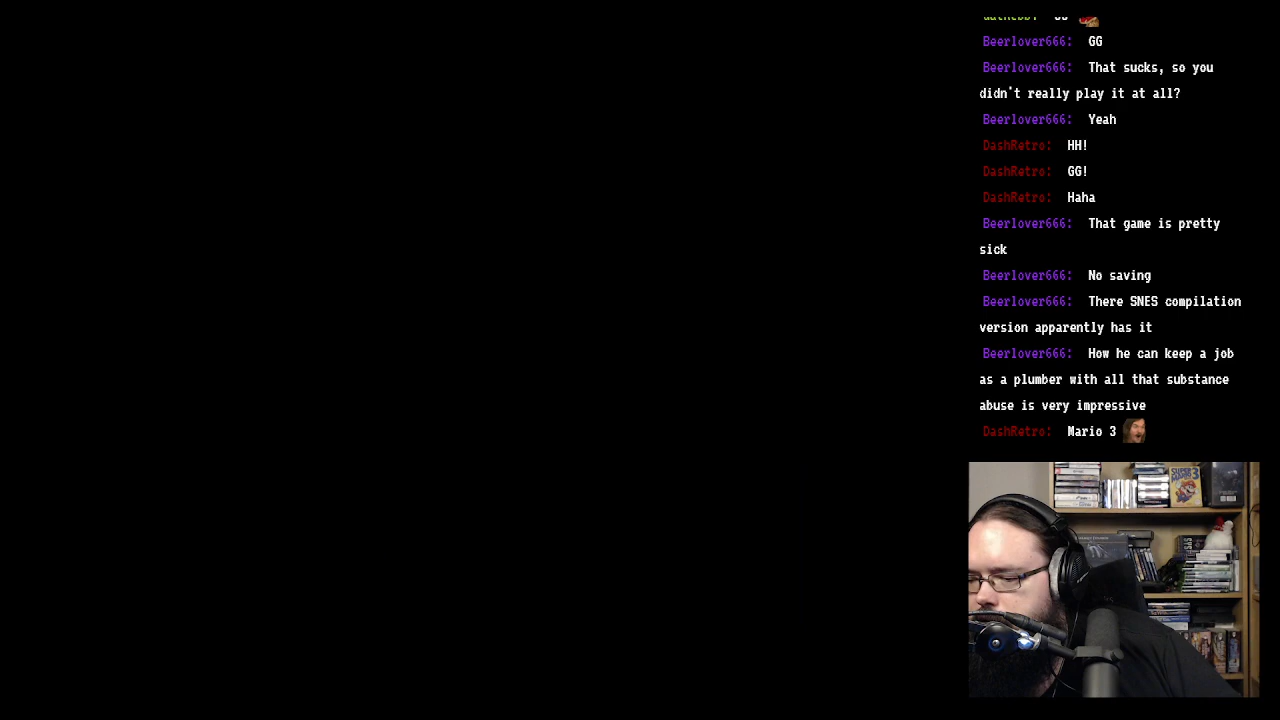 Beerlover666: GG
Beerlover666: That sucks, so you
didn't really play it at all?
Beerlover666: Yeah
DashRetro: HH!
DashRetro: GG!
DashRetro: Haha
Beerlover666: That game is pretty
sick
Beerlover666: No saving
Beerlover666: There SNES compilation
version apparently has it
Beerlover666: How he can keep a job
as a plumber with all that substance
abuse is very impressive
DashRetro: Mario 3
SUPER
MARIO 3